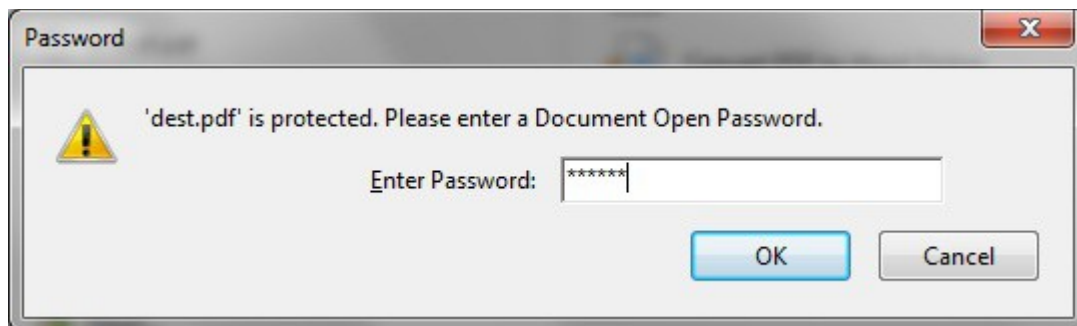 Password
'dest.pdf' is protected. Please enter a Document Open Password.
Enter Password: ******
OK Cancel